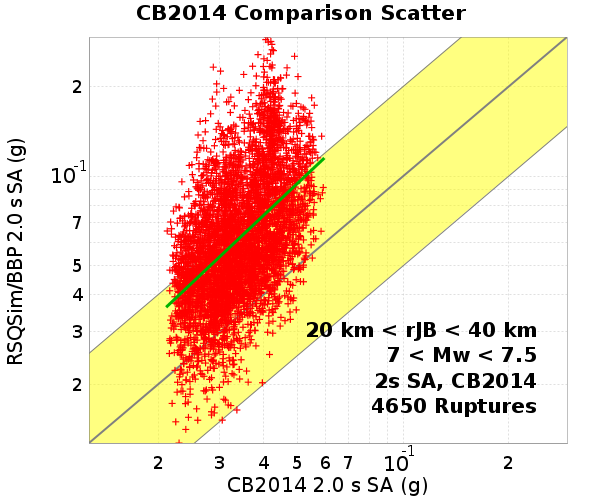 CB2014 Comparison Scatter
RSQSim/BBP 2.0 s SA (g)
2
10-1
7
5
4
3
2
20 km < rJB < 40 km
7 < Mw < 7.5
2s SA, CB2014
4650 Ruptures
2 3 4 5 6 7 10-1 2
CB2014 2.0 s SA (g)